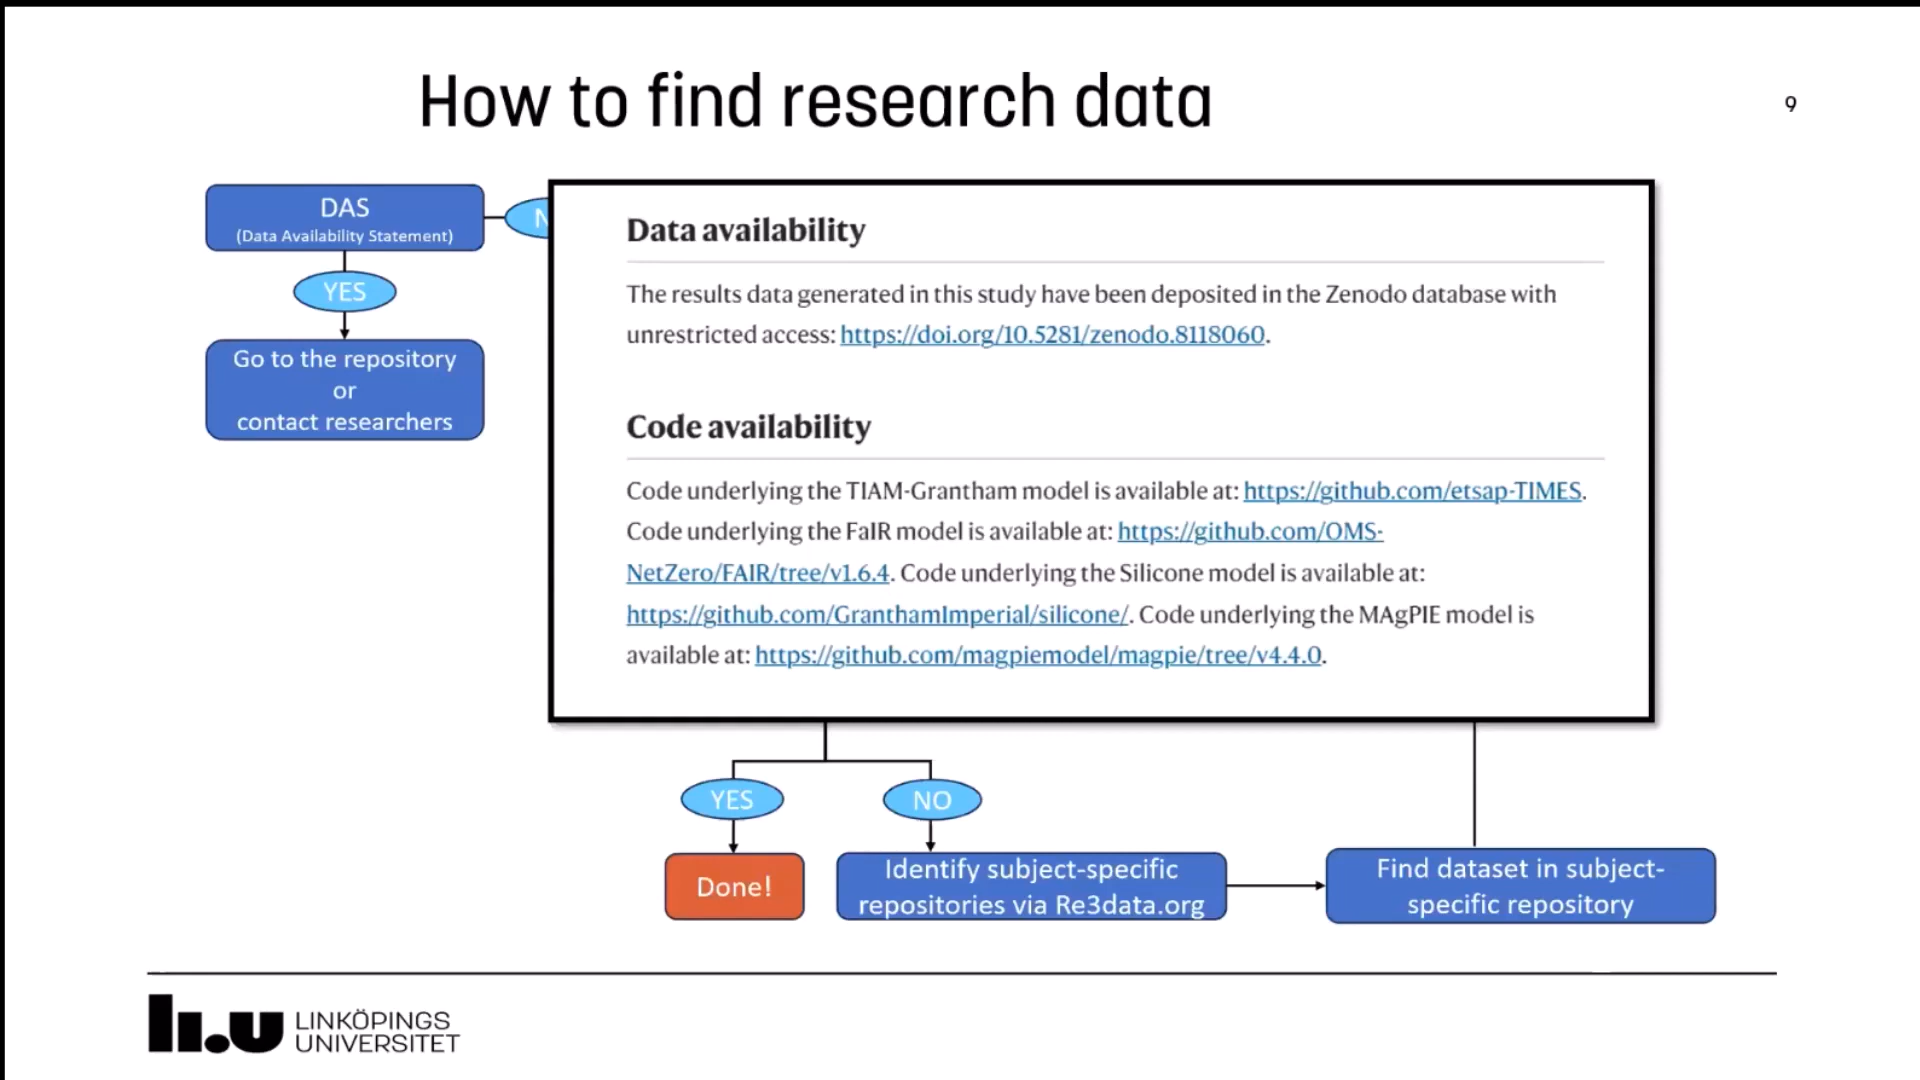 How to find research data
9
DAS
(Data Availability Statement)
YES
Go to the repository
or
contact researchers
Data availability
The results data generated in this study have been deposited in the Zenodo database with
unrestricted access: https://doi.org/10.5281/zenodo.8118060.
Code availability
Code underlying the TIAM-Grantham model is available at: https://github.com/etsap-TIMES.
Code underlying the FaIR model is available at: https://github.com/OMS-
NetZero/FAIR/tree/v1.6.4. Code underlying the Silicone model is available at:
https://github.com/GranthamImperial/silicone/. Code underlying the MAgPIE model is
available at: https://github.com/magpiemodel/magpie/tree/v4.4.0.
YES
NO
Done!
Identify subject-specific
repositories via Re3data.org
Find dataset in subject-
specific repository
LINKÖPINGS
UNIVERSITET